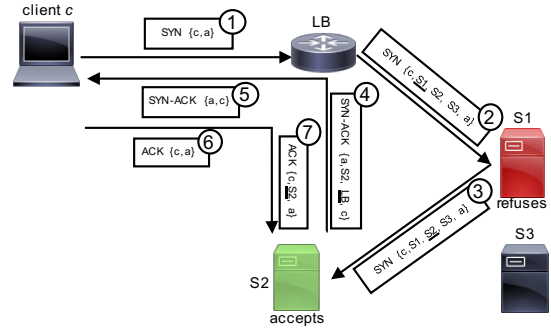 client c
LB
1
SYN {c,a}
SYN {c, S1, S2, S3, a}
2
S1
refuses
SYN-ACK {a,c}
5
4
SYN-ACK {a,S2, LB, c}
ACK {c,a}
6
7
ACK {c,S2, a}
3
SYN {c,S1, S2, S3, a}
S3
S2
accepts